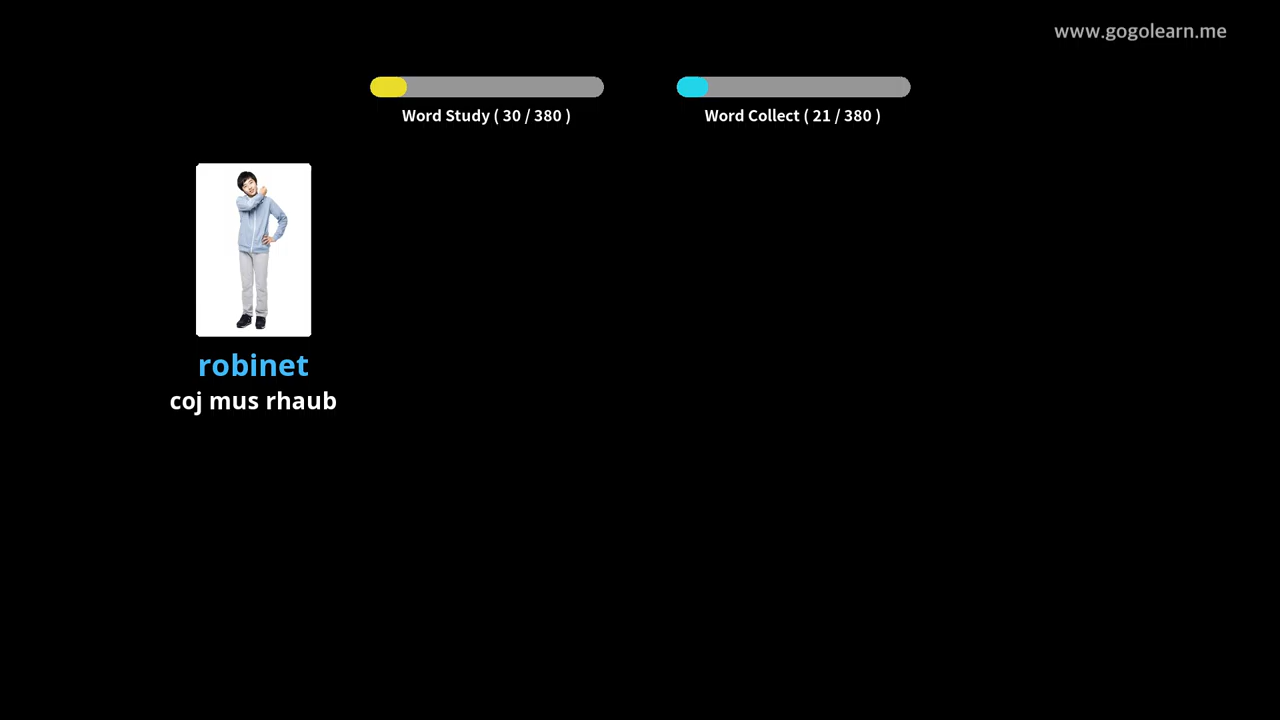 www.gogolearn.me
Word Study ( 30 / 380 )
Word Collect ( 21 / 380 )
robinet
coj mus rhaub